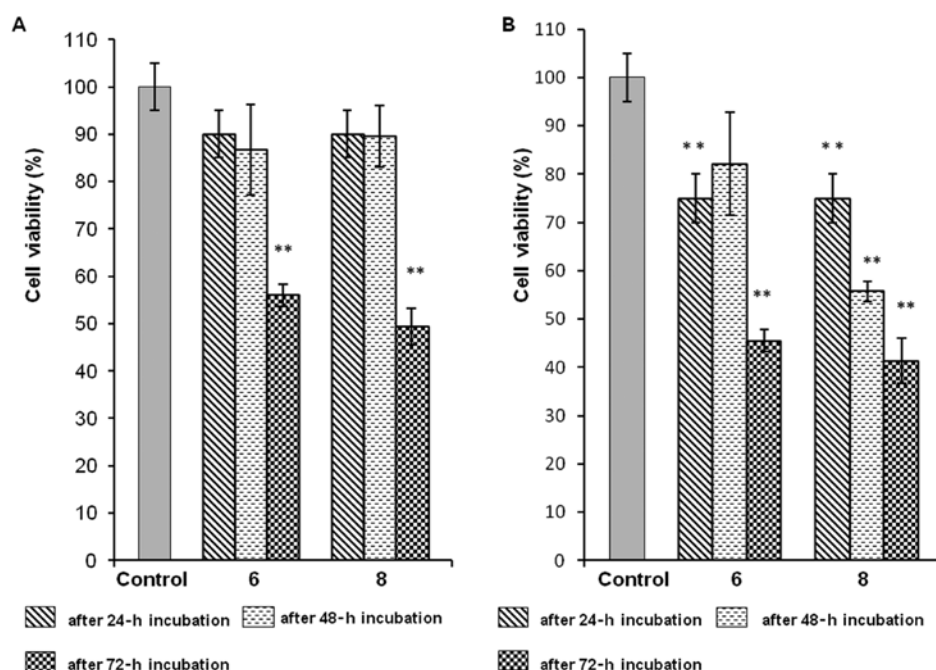 A
Cell viability (%)
110
100
90
80
70
60
50
40
30
20
10
0
**
**
Control 6 8
after 24-h incubation after 48-h incubation
after 72-h incubation
B
Cell viability (%)
110
100
90
80
70
60
50
40
30
20
10
0
** **
**
** **
Control 6 8
after 24-h incubation after 48-h incubation
after 72-h incubation